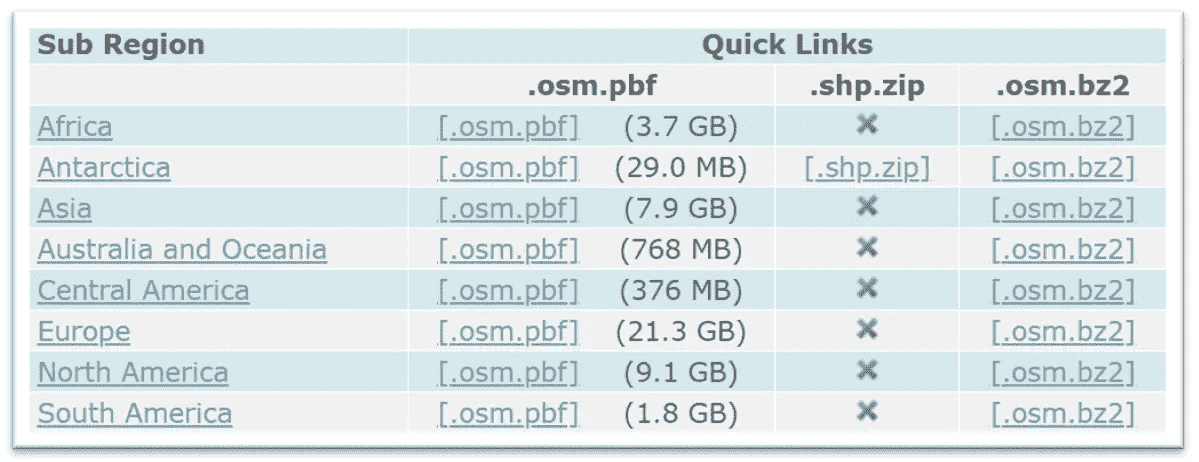 Sub Region Quick Links
.osm.pbf .shp.zip .osm.bz2
Africa [.osm.pbf] (3.7 GB) ✖ [.osm.bz2]
Antarctica [.osm.pbf] (29.0 MB) [.shp.zip] [.osm.bz2]
Asia [.osm.pbf] (7.9 GB) ✖ [.osm.bz2]
Australia and Oceania [.osm.pbf] (768 MB) ✖ [.osm.bz2]
Central America [.osm.pbf] (376 MB) ✖ [.osm.bz2]
Europe [.osm.pbf] (21.3 GB) ✖ [.osm.bz2]
North America [.osm.pbf] (9.1 GB) ✖ [.osm.bz2]
South America [.osm.pbf] (1.8 GB) ✖ [.osm.bz2]